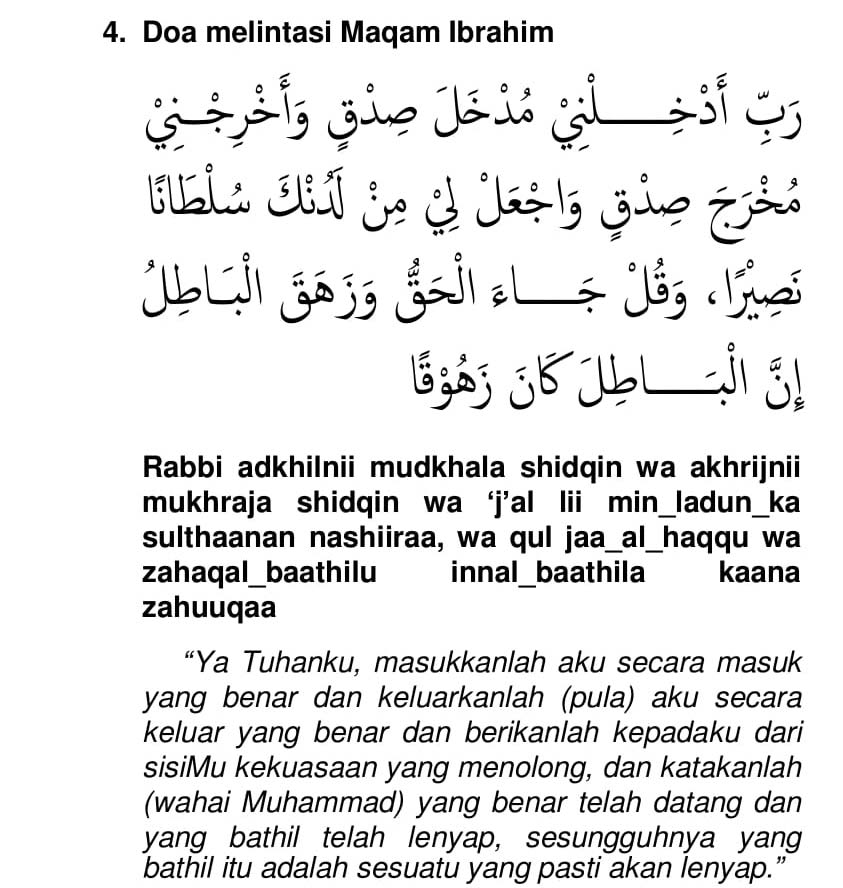 4. Doa melintasi Maqam Ibrahim
رَبِّ أَدْخِـــلْنِيْ مُدْخَلَ صِدْقٍ وَأَخْرِجْـنِيْ
مُخْرَجَ صِدْقٍ وَاجْعَلْ لِيْ مِنْ لَدُنْكَ سُلْطَانًا
نَصِيْرًا، وَقُلْ جَـــاءَ الْحَقُّ وَزَهَقَ الْبَاطِلُ
إِنَّ الْبَـــاطِلَ كَانَ زَهُوْقًا
Rabbi adkhilnii mudkhala shidqin wa akhrijnii
mukhraja shidqin wa ‘j’al lii min_ladun_ka
sulthaanan nashiiraa, wa qul jaa_al_haqqu wa
zahaqal_baathilu innal_baathila kaana
zahuuqaa
“Ya Tuhanku, masukkanlah aku secara masuk
yang benar dan keluarkanlah (pula) aku secara
keluar yang benar dan berikanlah kepadaku dari
sisiMu kekuasaan yang menolong, dan katakanlah
(wahai Muhammad) yang benar telah datang dan
yang bathil telah lenyap, sesungguhnya yang
bathil itu adalah sesuatu yang pasti akan lenyap.”